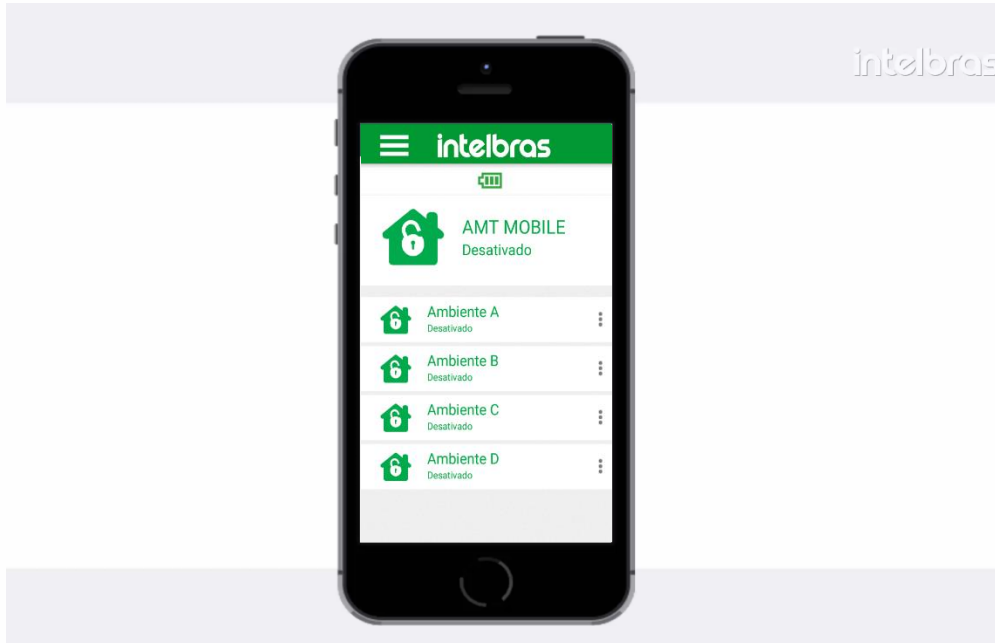 intelbras
intelbras
AMT MOBILE
Desativado
Ambiente A
Desativado
Ambiente B
Desativado
Ambiente C
Desativado
Ambiente D
Desativado